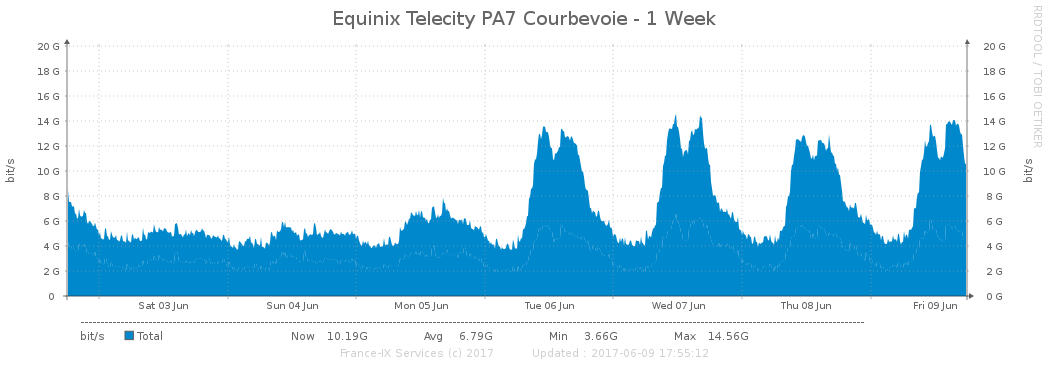 Equinix Telecity PA7 Courbevoie - 1 Week
RRDTOOL / TOBI OETIKER
bit/s
20 G 20 G
18 G 18 G
16 G 16 G
14 G 14 G
12 G 12 G
10 G 10 G
8 G 8 G
6 G 6 G
4 G 4 G
2 G 2 G
0 0 G
bit/s
Sat 03 Jun Sun 04 Jun Mon 05 Jun Tue 06 Jun Wed 07 Jun Thu 08 Jun Fri 09 Jun
bit/s Total Now 10.19G Avg 6.79G Min 3.66G Max 14.56G
France-IX Services (c) 2017 Updated : 2017-06-09 17:55:12